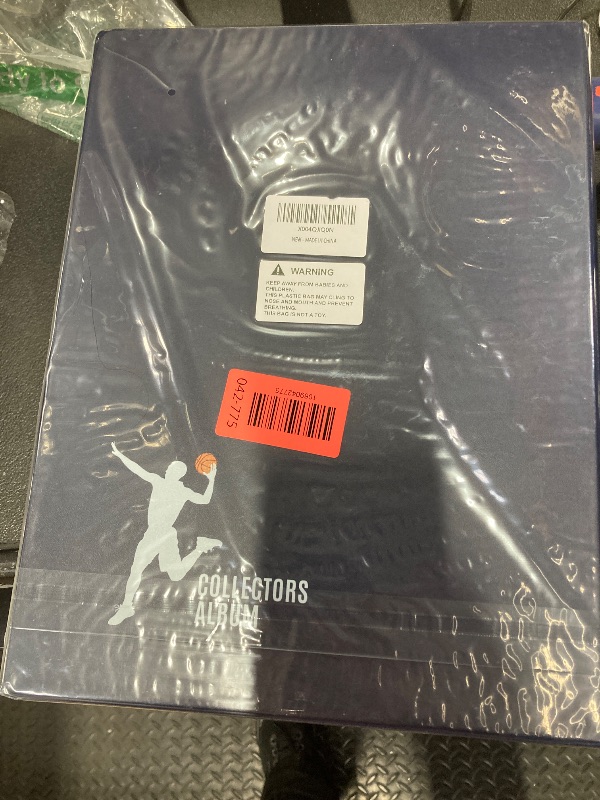 NEW - MADE IN CHINA
WARNING
KEEP AWAY FROM BABIES AND
CHILDREN.
THIS PLASTIC BAG MAY CLING TO
NOSE AND MOUTH AND PREVENT
BREATHING.
THIS BAG IS NOT A TOY.
042-775
1969042775
COLLECTORS
ALBUM